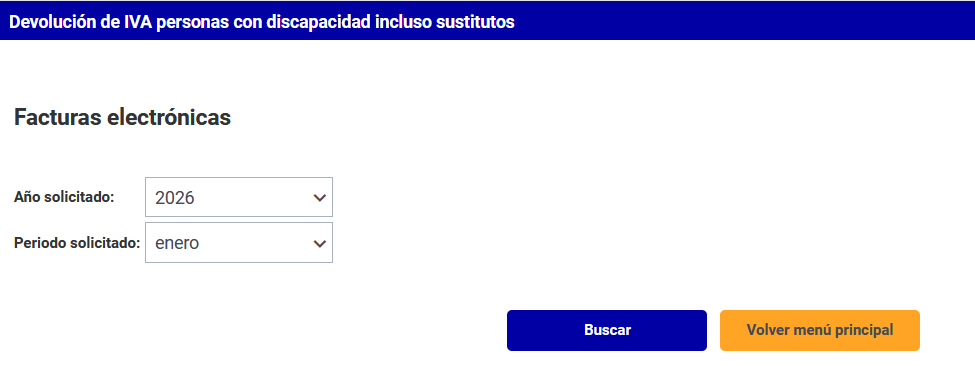 Devolución de IVA personas con discapacidad incluso sustitutos
Facturas electrónicas
Año solicitado: 2026
Periodo solicitado: enero
Buscar Volver menú principal